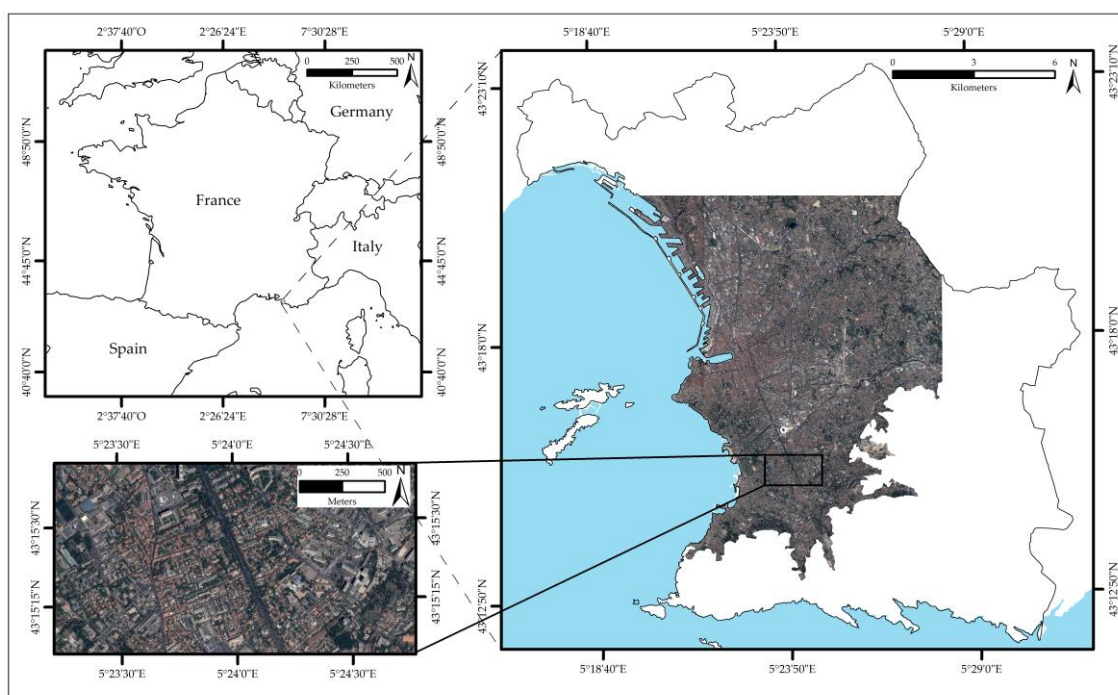 2°37'40"O 2°26'24"E 7°30'28"E
0 250 500
Kilometers
N
Germany
France
Italy
Spain
48°50'0"N
44°45'0"N
40°40'0"N
48°50'0"N
44°45'0"N
40°40'0"N
2°37'40"O 2°26'24"E 7°30'28"E
5°23'30"E 5°24'0"E 5°24'30"E
0 250 500
Meters
N
43°15'30"N
43°15'15"N
43°15'30"N
43°15'15"N
5°23'30"E 5°24'0"E 5°24'30"E
5°18'40"E 5°23'50"E 5°29'0"E
0 3 6
Kilometers
N
43°23'10"N
43°18'0"N
43°12'50"N
43°23'10"N
43°18'0"N
43°12'50"N
5°18'40"E 5°23'50"E 5°29'0"E